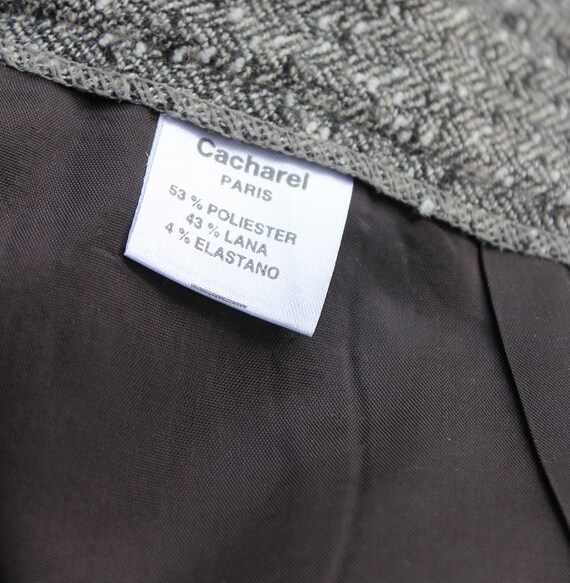 Cacharel
PARIS
53 % POLIESTER
43 % LANA
4 % ELASTANO